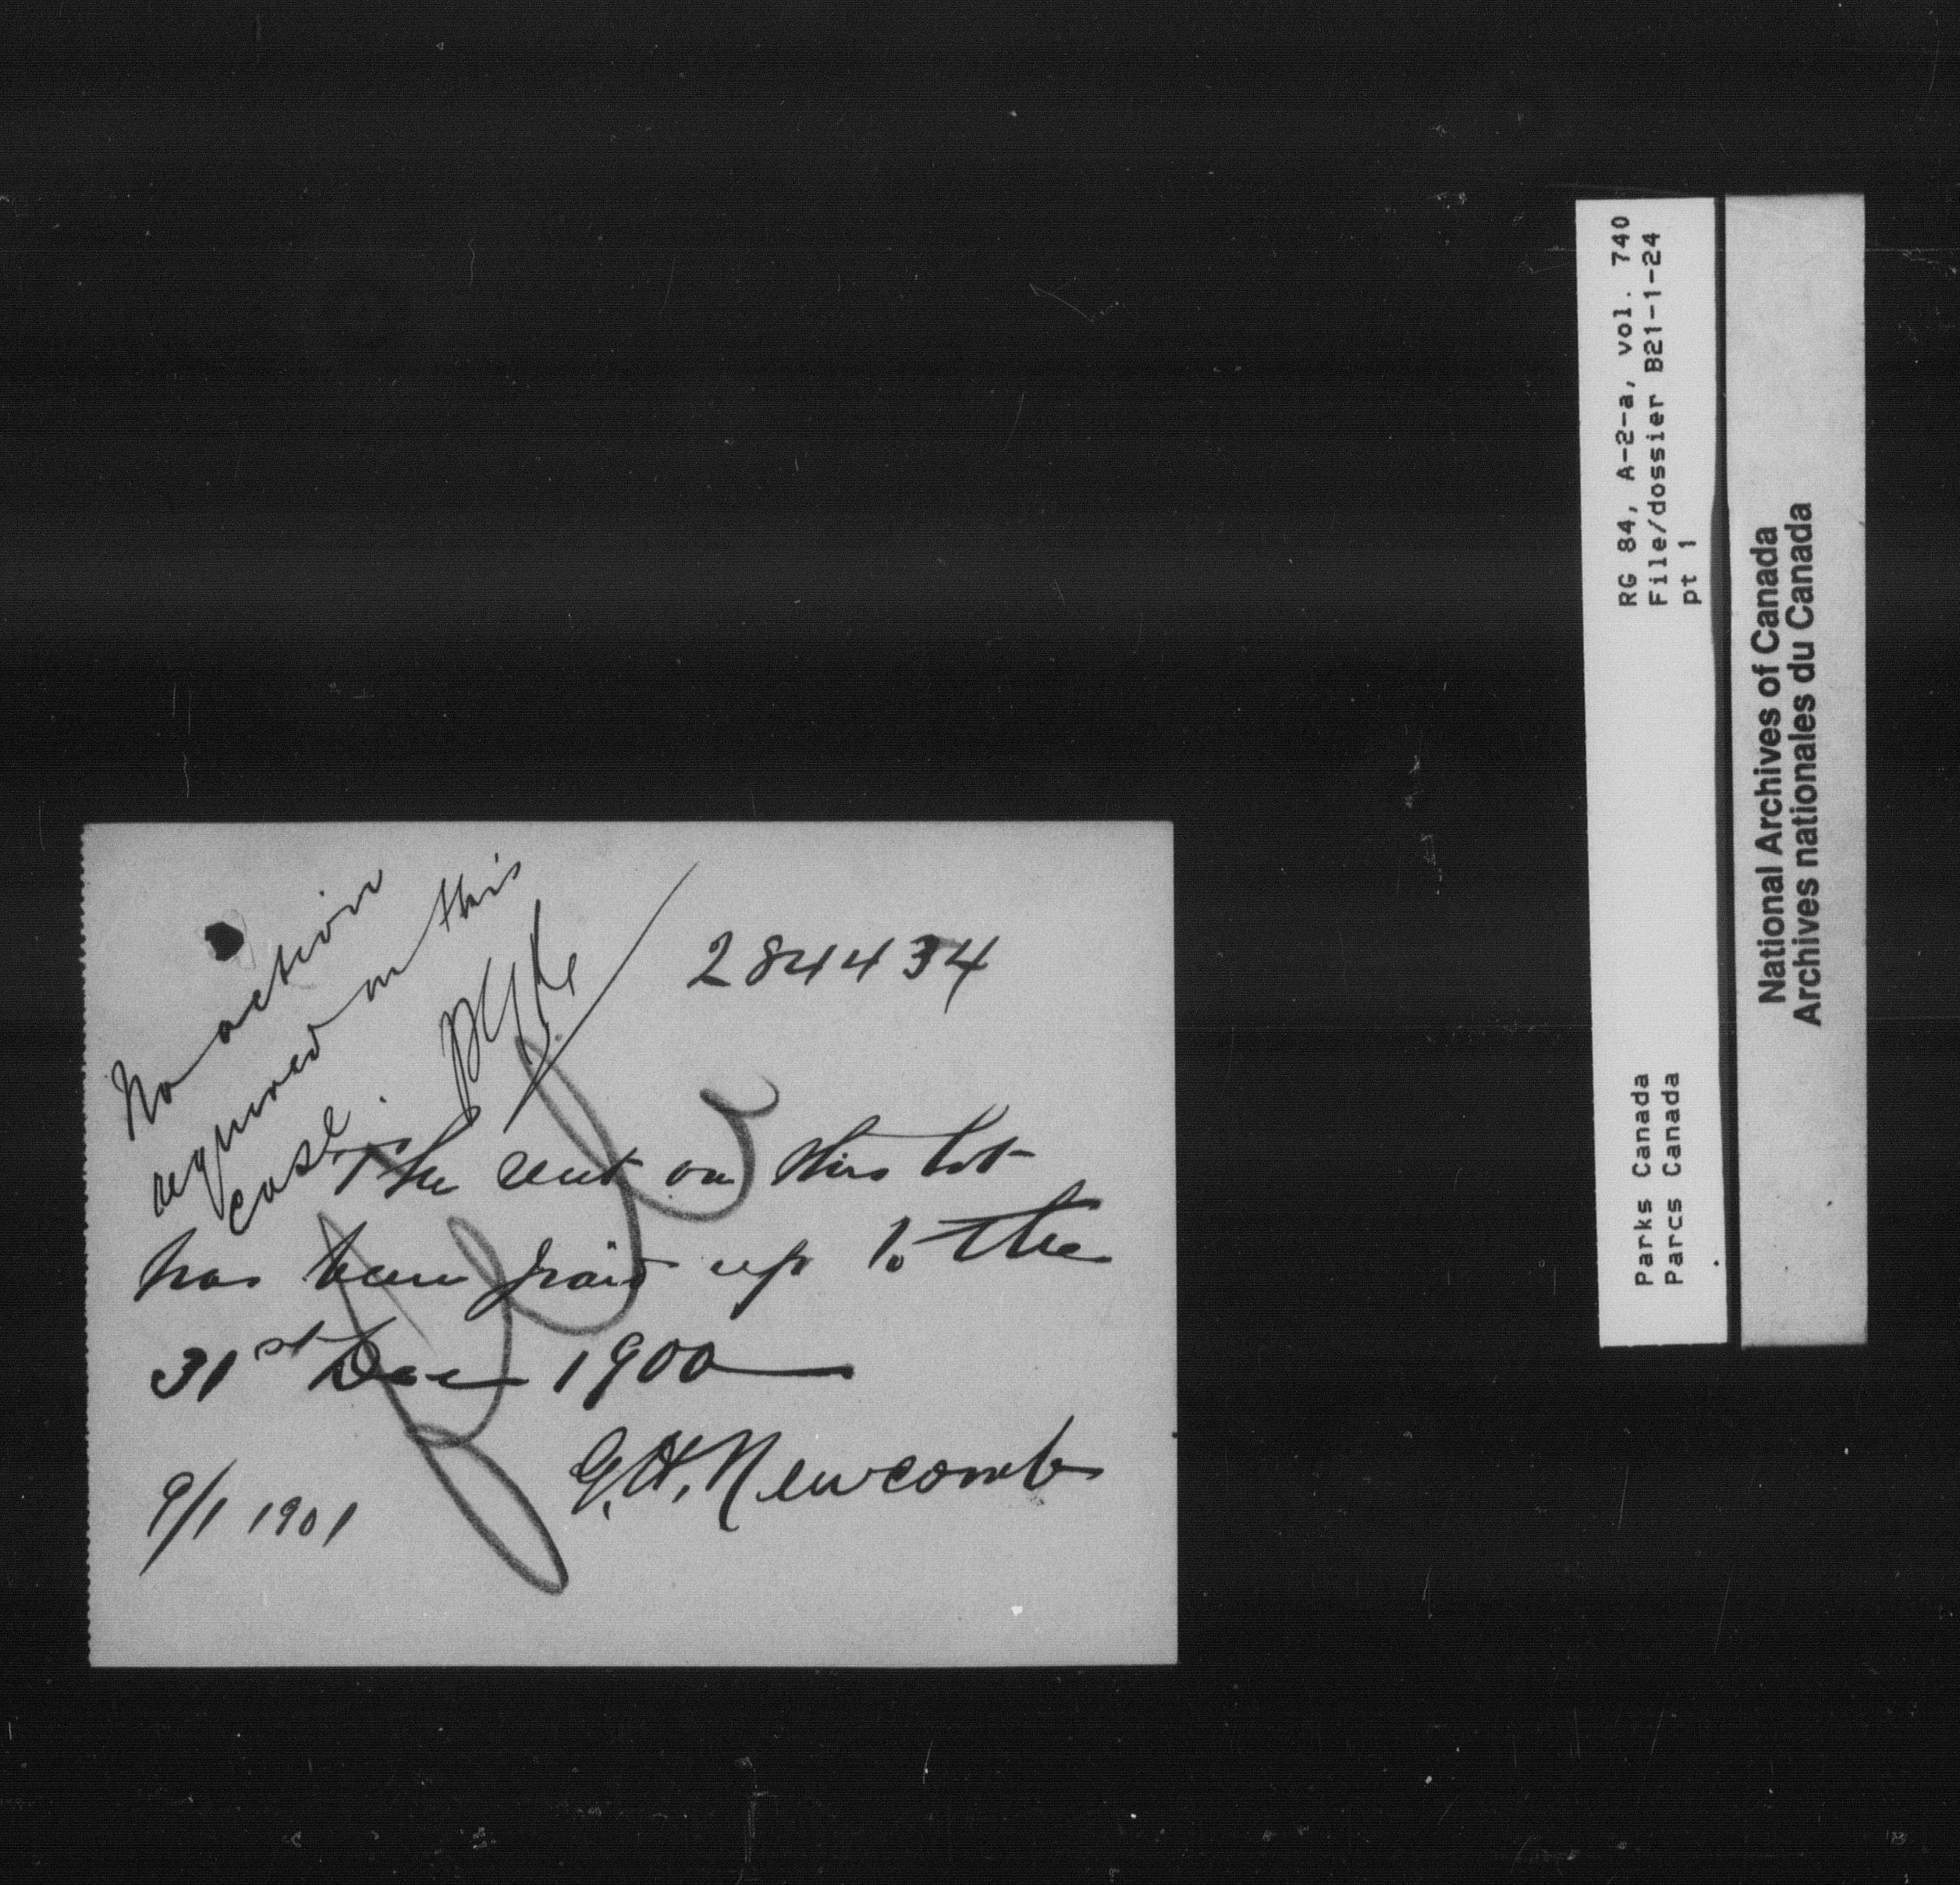 No action
required on this
case.
284434
The rent on this lot
has been paid up to the
31st Dec 1900
G.H. Newcomb
9/1 1901
RG 84, A-2-a, vol. 740
File/dossier B21-1-24
pt 1
Parks Canada
Parcs Canada
National Archives of Canada
Archives nationales du Canada